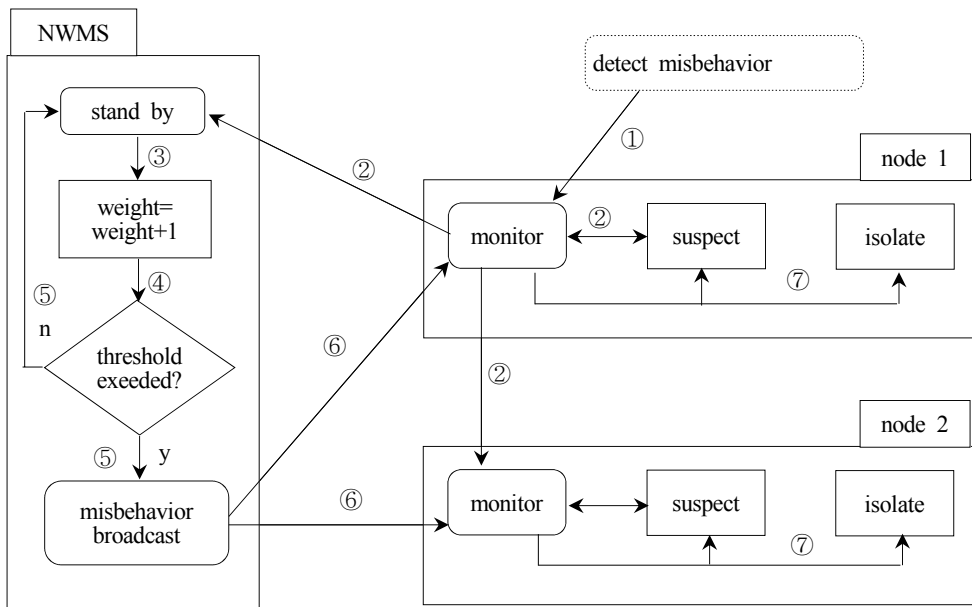 NWMS
stand by
③
weight=
weight+1
④
⑤
n
threshold
exeeded?
⑤
y
misbehavior
broadcast
detect misbehavior
①
②
node 1
monitor
②
suspect
isolate
⑦
⑥
②
node 2
⑥
monitor
suspect
isolate
⑦